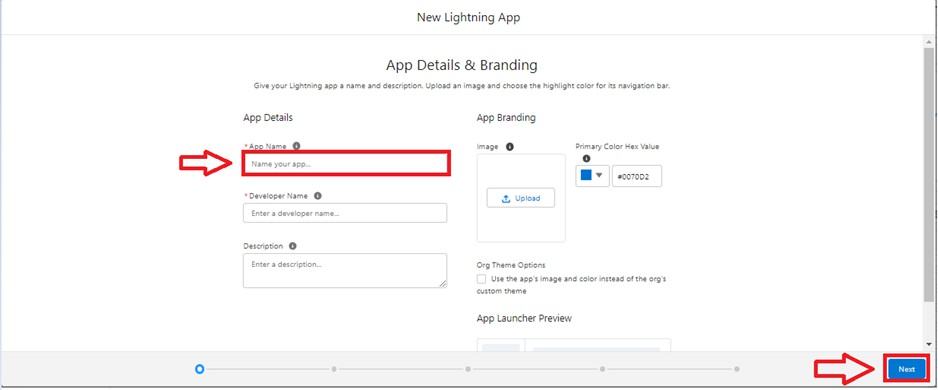 New Lightning App
App Details & Branding
Give your Lightning app a name and description. Upload an image and choose the highlight color for its navigation bar.
App Details
* App Name
Name your app...
* Developer Name
Enter a developer name...
Description
Enter a description...
App Branding
Image
Upload
Primary Color Hex Value
#0070D2
Org Theme Options
Use the app's image and color instead of the org's
custom theme
App Launcher Preview
Next